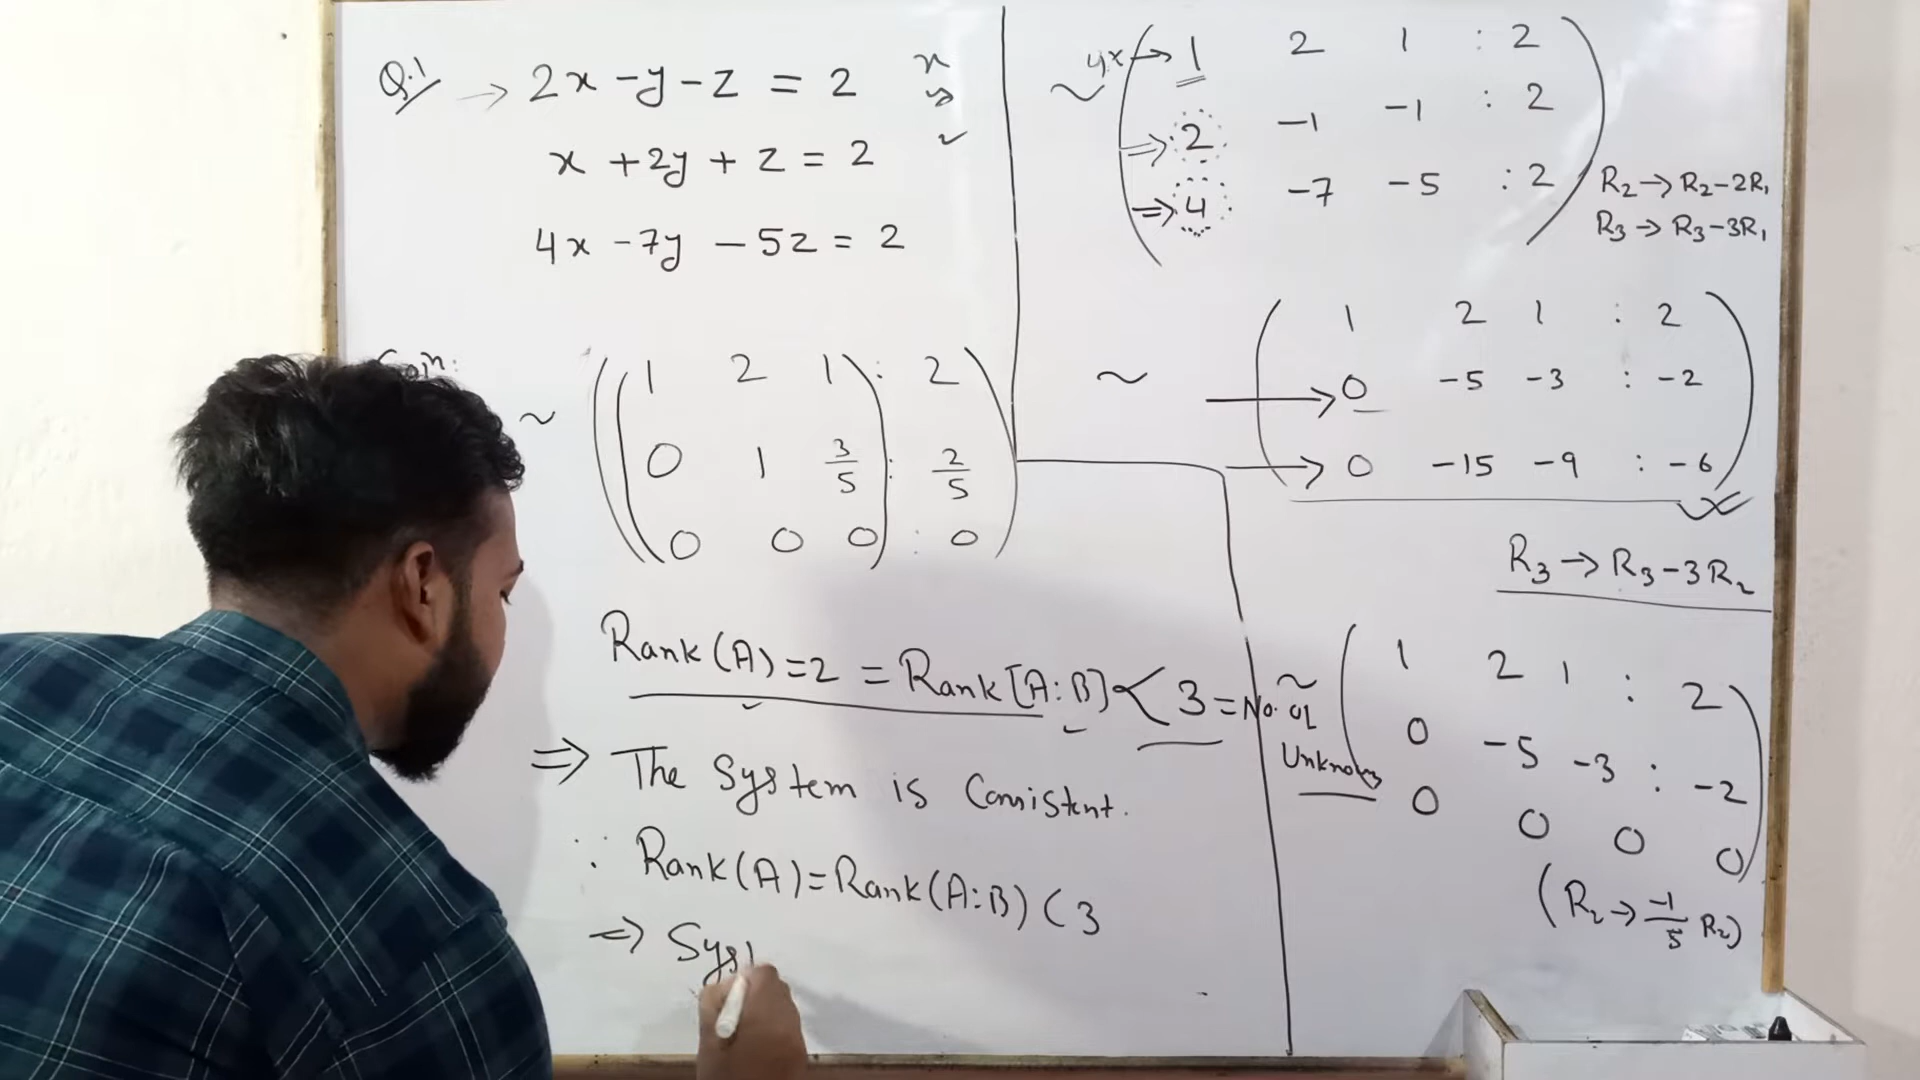 Q.1 → 2x - y - z = 2
x + 2y + z = 2
4x - 7y - 5z = 2
x
y
Soln:
~ 1 2 1 : 2
0 1 3/5 : 2/5
0 0 0 : 0
Rank(A) = 2 = Rank[A:B] < 3 = No. of
Unknowns
⇒ The System is Consistent.
∵ Rank(A) = Rank(A:B) < 3
⇒ Syst
~ 4x → 1 2 1 : 2
⇒ 2 -1 -1 : 2
⇒ 4 -7 -5 : 2
R2 → R2 - 2R1
R3 → R3 - 3R1
~ 1 2 1 : 2
→ 0 -5 -3 : -2
→ 0 -15 -9 : -6
R3 → R3 - 3R2
~ 1 2 1 : 2
0 -5 -3 : -2
0 0 0 0
(R2 → -1/5 R2)